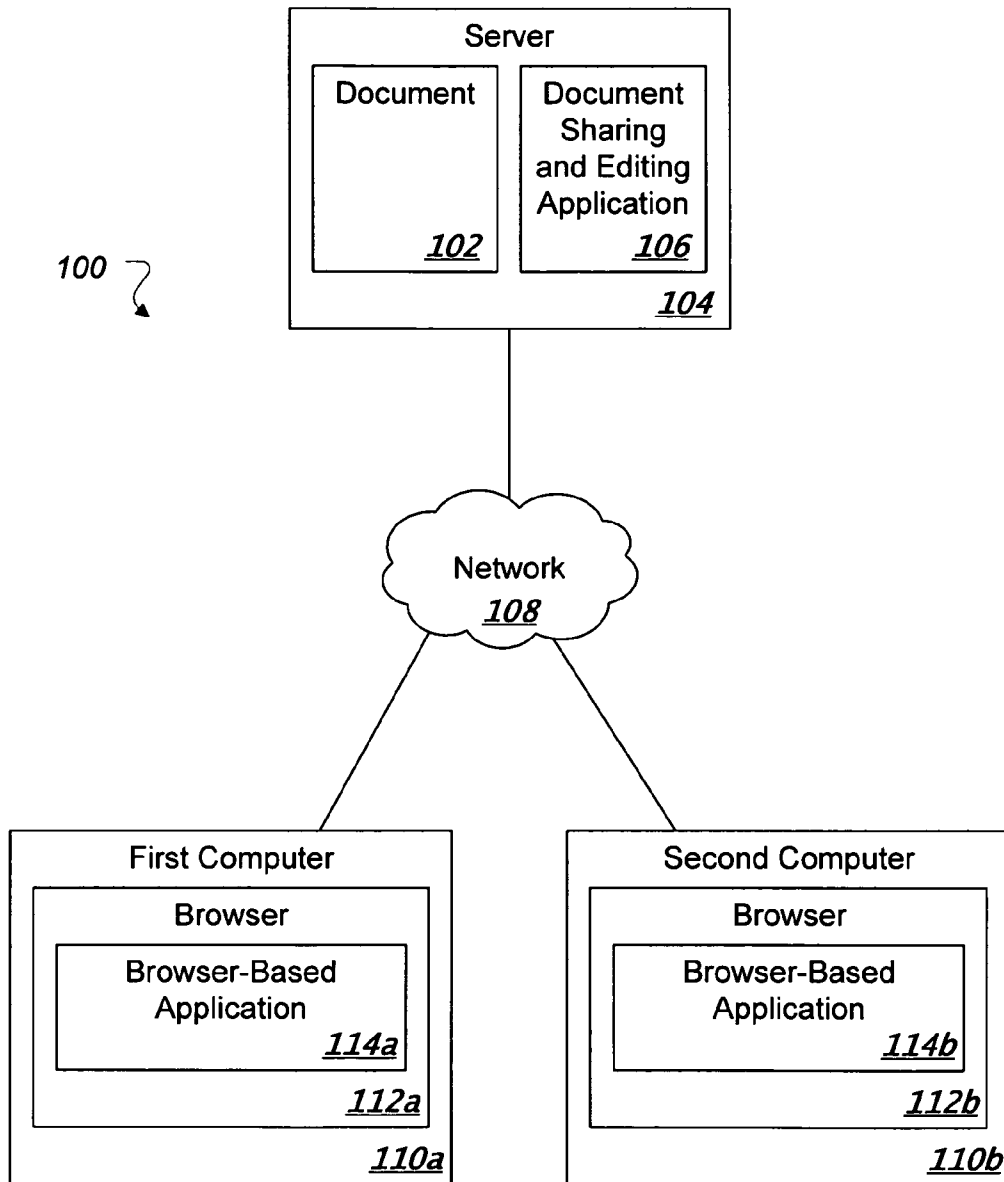 Server
Document
102
Document
Sharing
and Editing
Application
106
104
100
Network
108
First Computer
Browser
Browser-Based
Application
114a
112a
110a
Second Computer
Browser
Browser-Based
Application
114b
112b
110b